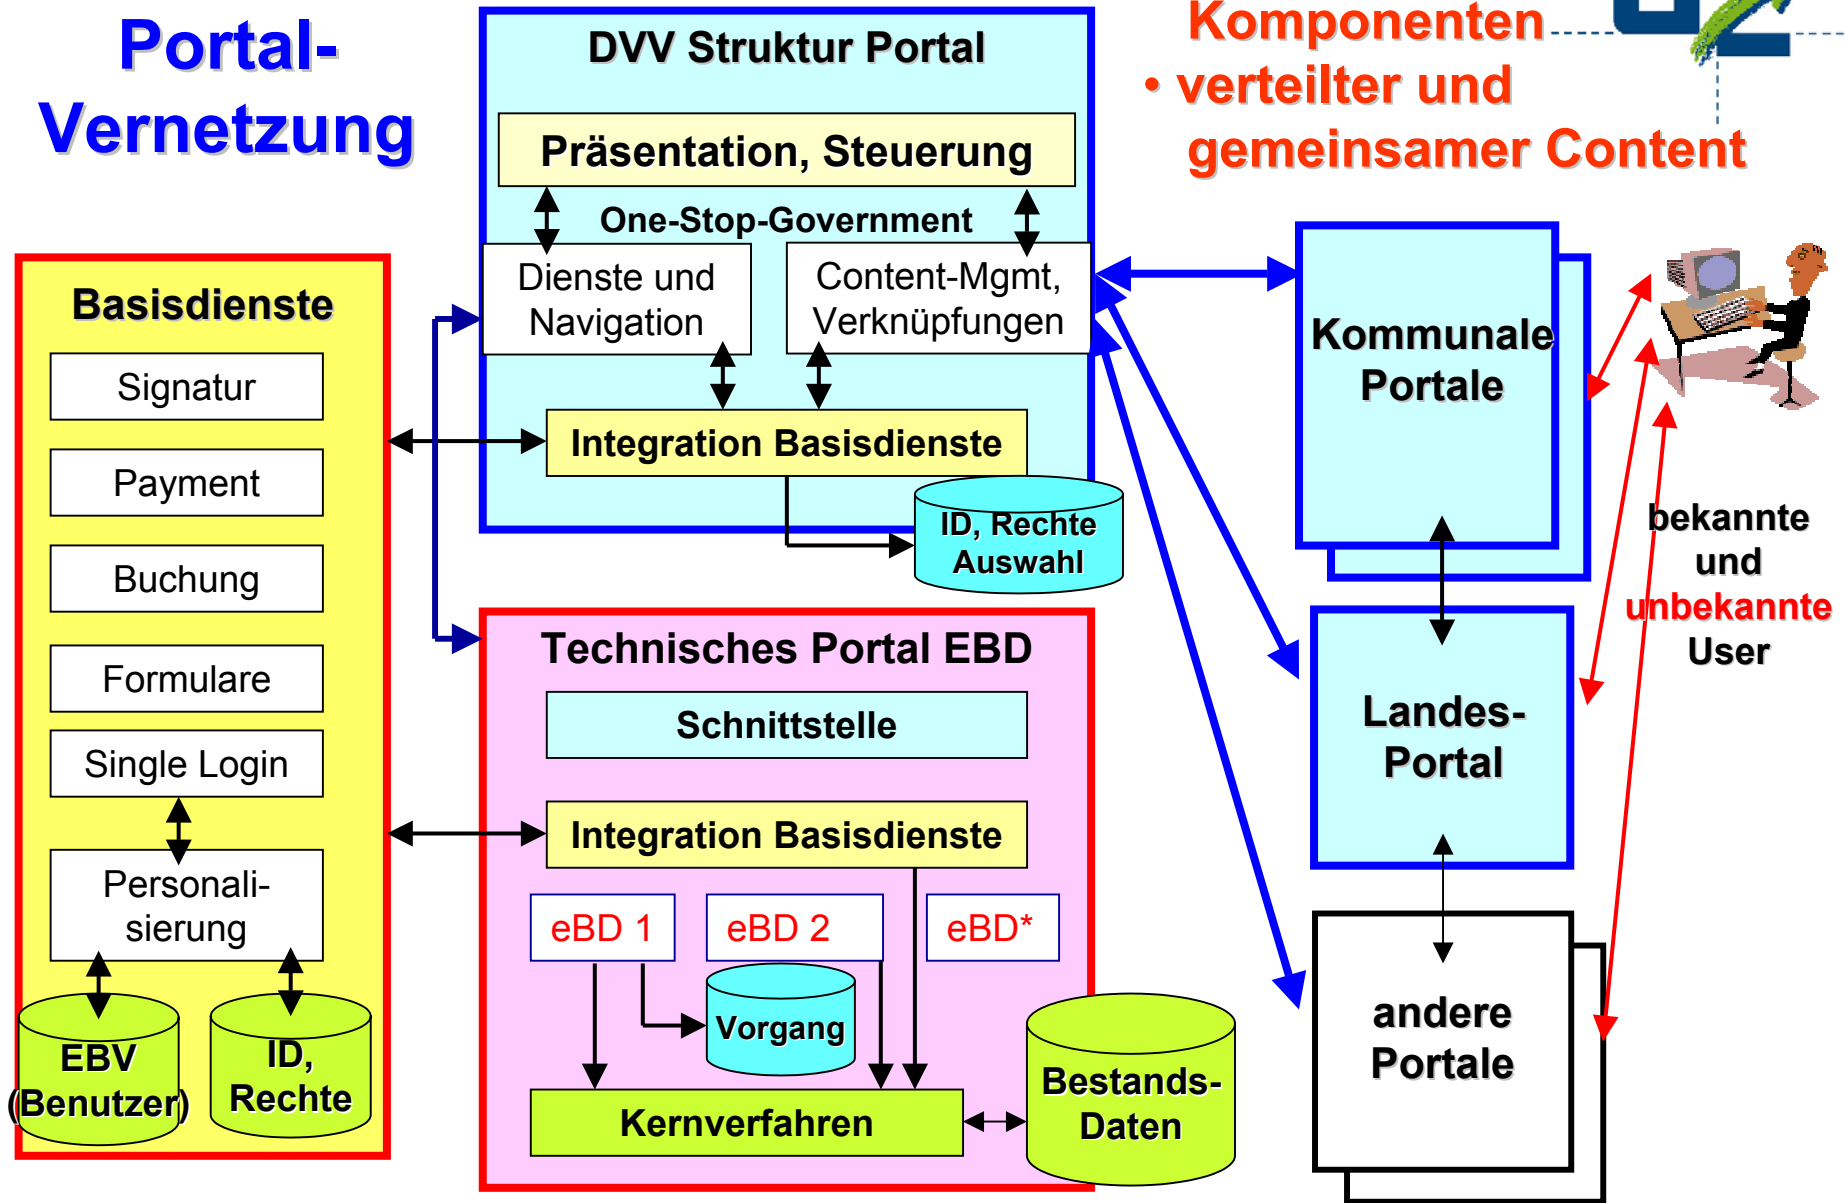 Portal-
Vernetzung
DVV Struktur Portal
Komponenten
• verteilter und
gemeinsamer Content
Präsentation, Steuerung
One-Stop-Government
Dienste und
Navigation
Content-Mgmt,
Verknüpfungen
Integration Basisdienste
ID, Rechte
Auswahl
Basisdienste
Signatur
Payment
Buchung
Formulare
Single Login
Personali-
sierung
EBV
(Benutzer)
ID,
Rechte
Technisches Portal EBD
Schnittstelle
Integration Basisdienste
eBD 1
eBD 2
eBD*
Vorgang
Kernverfahren
Bestands-
Daten
Kommunale
Portale
Landes-
Portal
andere
Portale
bekannte
und
unbekannte
User